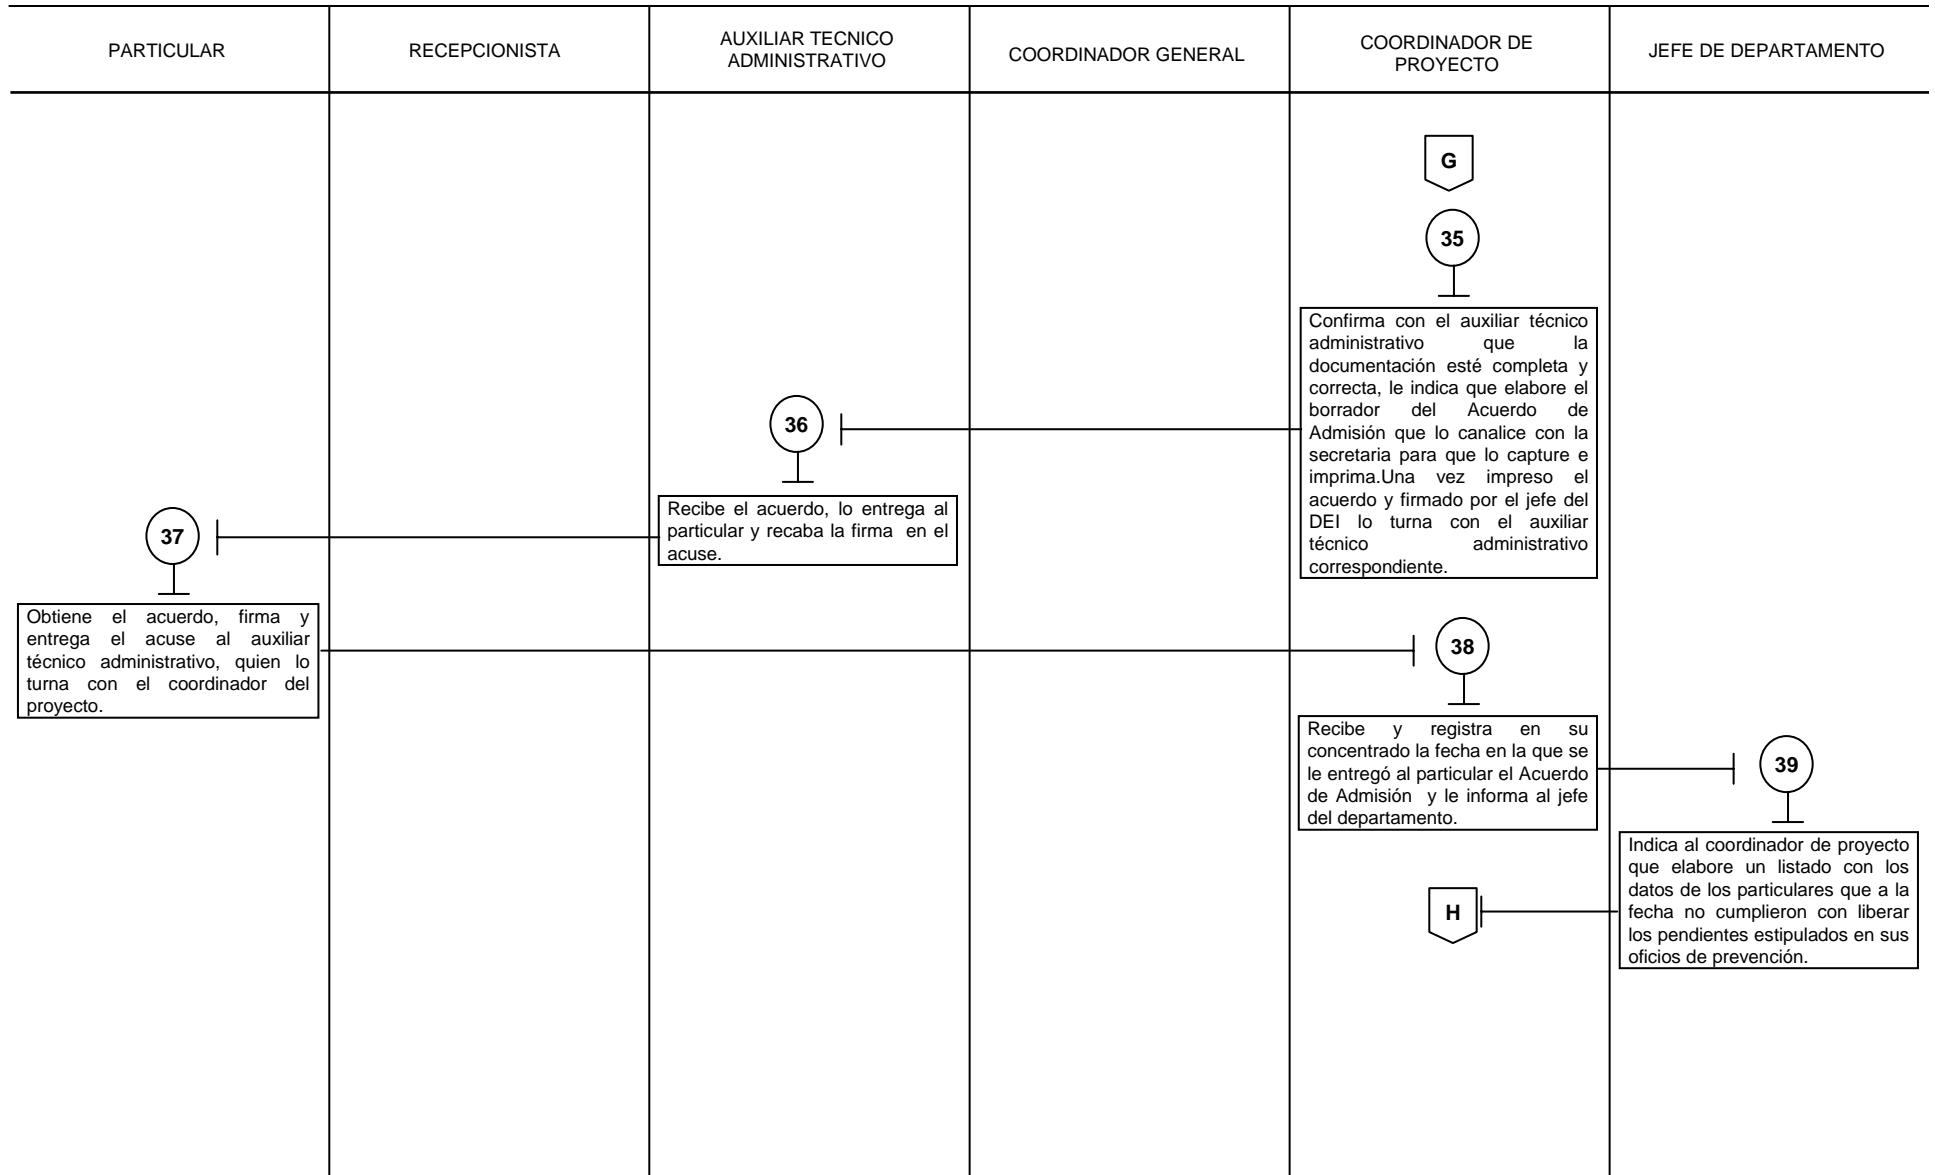 PARTICULAR
RECEPCIONISTA
AUXILIAR TECNICO
ADMINISTRATIVO
COORDINADOR GENERAL
COORDINADOR DE
PROYECTO
JEFE DE DEPARTAMENTO
G
35
Confirma con el auxiliar técnico
administrativo que la
documentación esté completa y
correcta, le indica que elabore el
borrador del Acuerdo de
Admisión que lo canalice con la
secretaria para que lo capture e
imprima.Una vez impreso el
acuerdo y firmado por el jefe del
DEI lo turna con el auxiliar
técnico administrativo
correspondiente.
36
Recibe el acuerdo, lo entrega al
particular y recaba la firma en el
acuse.
37
Obtiene el acuerdo, firma y
entrega el acuse al auxiliar
técnico administrativo, quien lo
turna con el coordinador del
proyecto.
38
Recibe y registra en su
concentrado la fecha en la que se
le entregó al particular el Acuerdo
de Admisión y le informa al jefe
del departamento.
39
Indica al coordinador de proyecto
que elabore un listado con los
datos de los particulares que a la
fecha no cumplieron con liberar
los pendientes estipulados en sus
oficios de prevención.
H